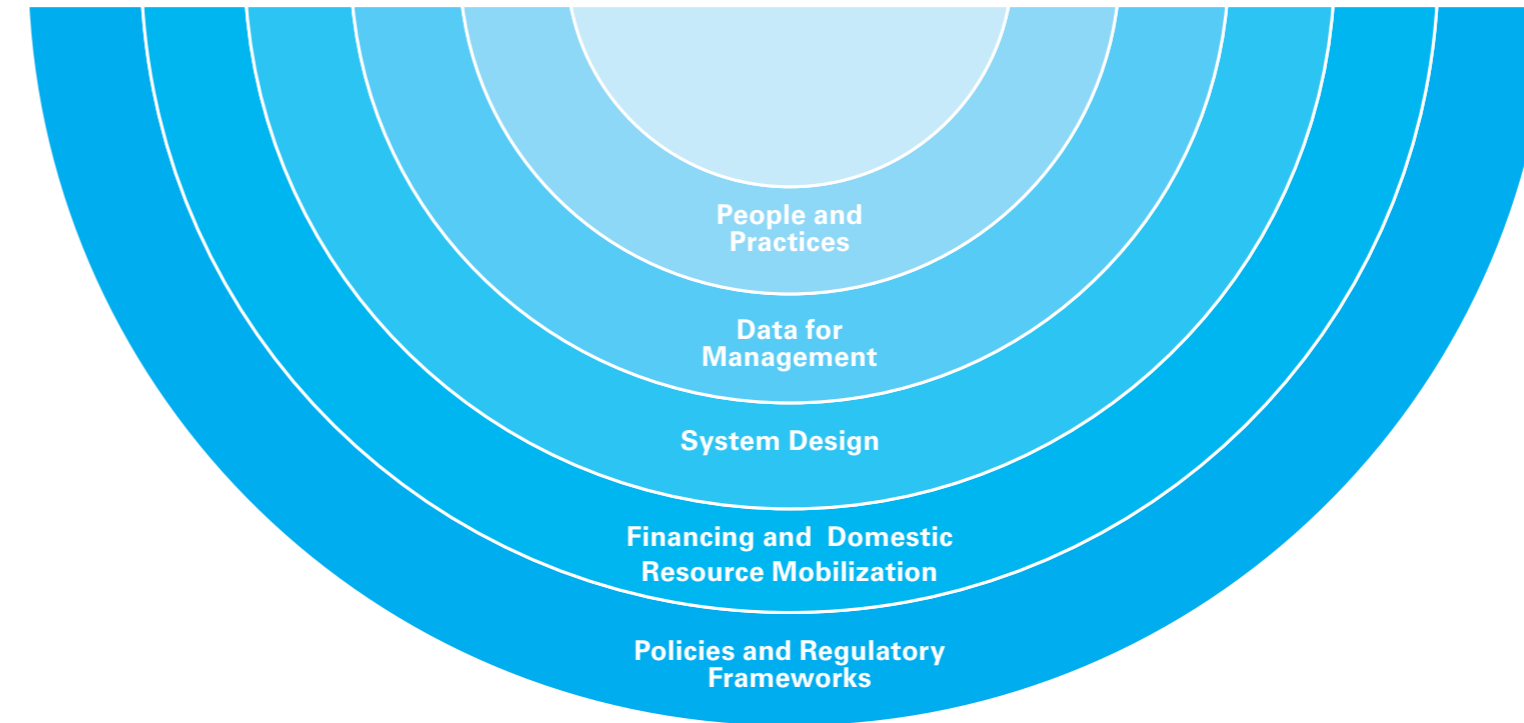 People and
Practices
Data for
Management
System Design
Financing and Domestic
Resource Mobilization
Policies and Regulatory
Frameworks